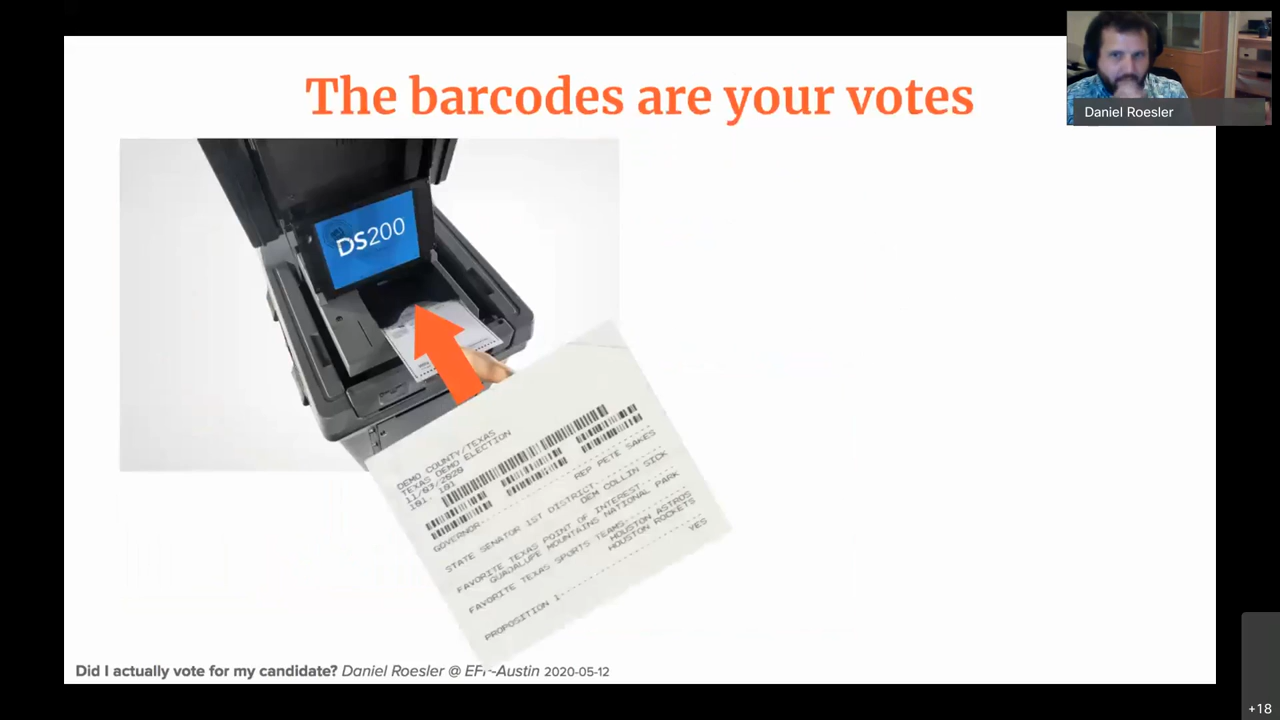 The barcodes are your votes
Daniel Roesler
DS200
DEMO COUNTY/TEXAS
TEXAS DEMO ELECTION
11/03/2020
101- 101
GOVERNOR
REP PETE SAKES
STATE SENATOR 1ST DISTRICT
DEM COLLIN SICK
FAVORITE TEXAS POINT OF INTEREST
GUADALUPE MOUNTAINS NATIONAL PARK
FAVORITE TEXAS SPORTS TEAMS
HOUSTON ASTROS
HOUSTON ROCKETS
PROPOSITION 1
YES
Did I actually vote for my candidate? Daniel Roesler @ EFF-Austin 2020-05-12
+18